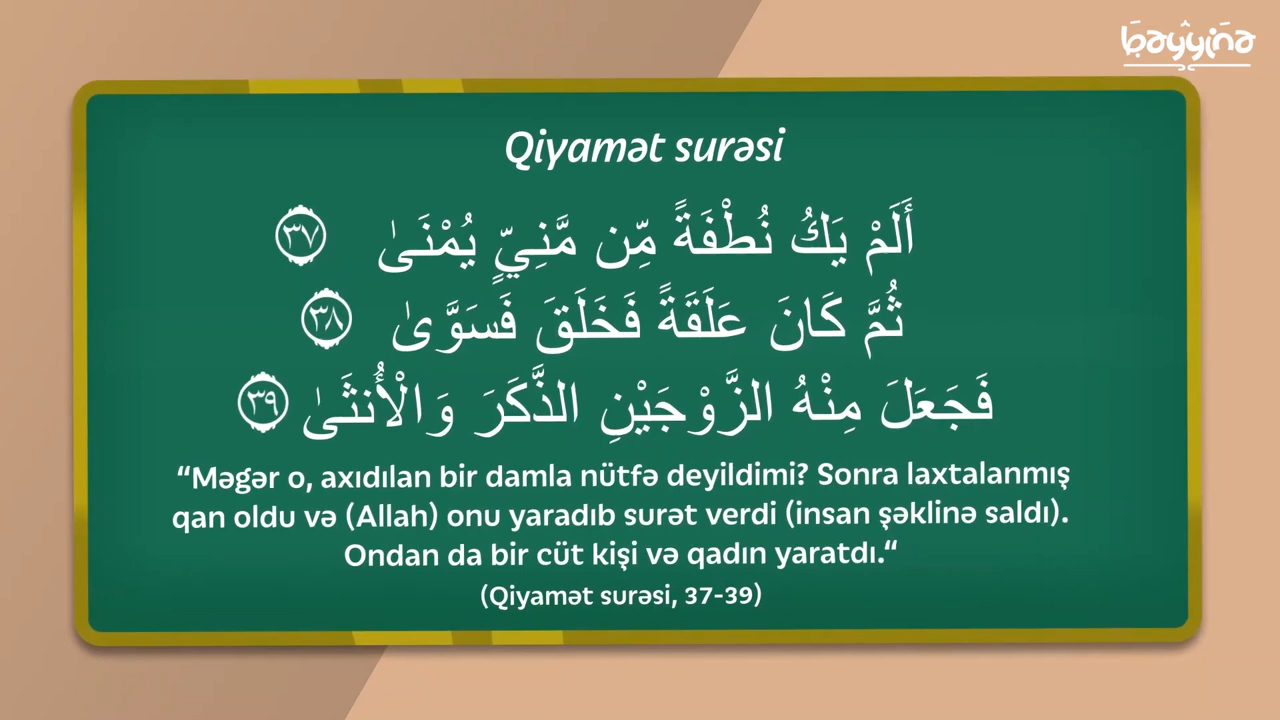 bayyina
Qiyamət surəsi
أَلَمْ يَكُ نُطْفَةً مِّن مَّنِيٍّ يُمْنَىٰ ٣٧
ثُمَّ كَانَ عَلَقَةً فَخَلَقَ فَسَوَّىٰ ٣٨
فَجَعَلَ مِنْهُ الزَّوْجَيْنِ الذَّكَرَ وَالْأُنثَىٰ ٣٩
“Məgər o, axıdılan bir damla nütfə deyildimi? Sonra laxtalanmış
qan oldu və (Allah) onu yaradıb surət verdi (insan şəklinə saldı).
Ondan da bir cüt kişi və qadın yaratdı.“
(Qiyamət surəsi, 37-39)